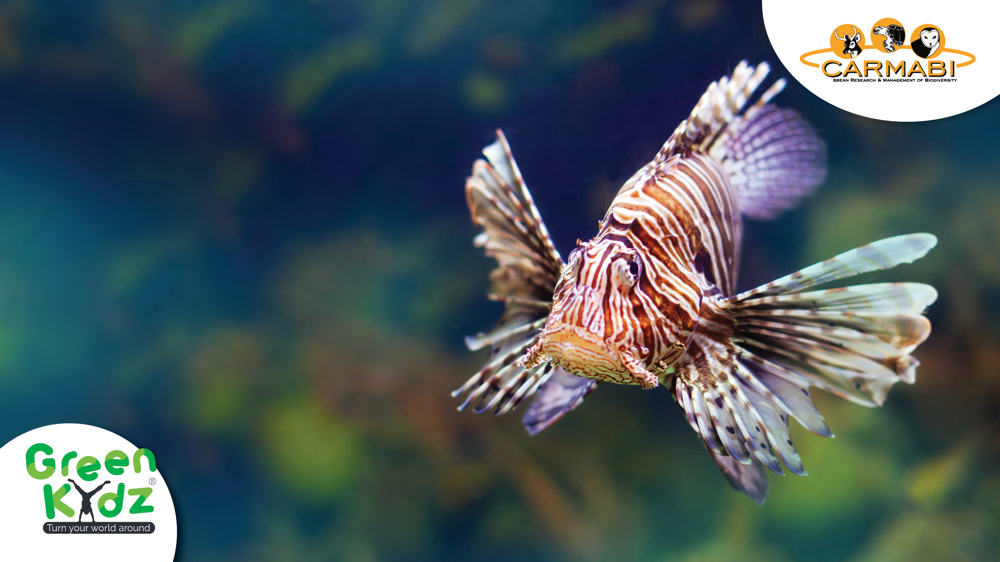 CARMABI
BBEAN RESEARCH & MANAGEMENT OF BIODIVERSITY
Green
Kidz®
Turn your world around